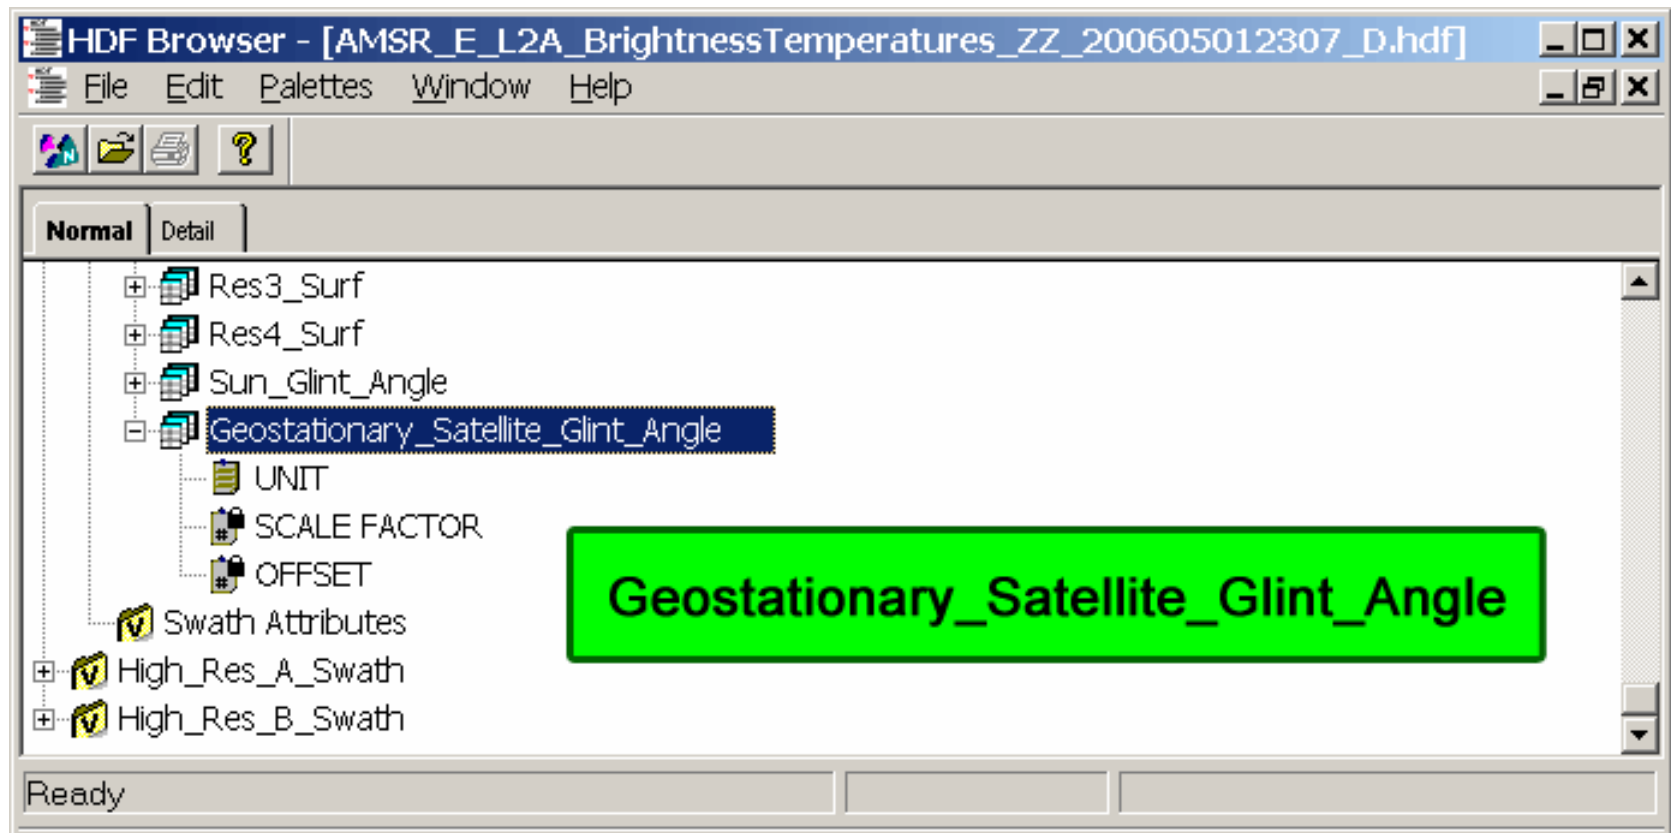 HDF Browser - [AMSR_E_L2A_BrightnessTemperatures_ZZ_200605012307_D.hdf]
File Edit Palettes Window Help
Normal Detail
Res3_Surf
Res4_Surf
Sun_Glint_Angle
Geostationary_Satellite_Glint_Angle
UNIT
SCALE FACTOR
OFFSET
Geostationary_Satellite_Glint_Angle
Swath Attributes
High_Res_A_Swath
High_Res_B_Swath
Ready